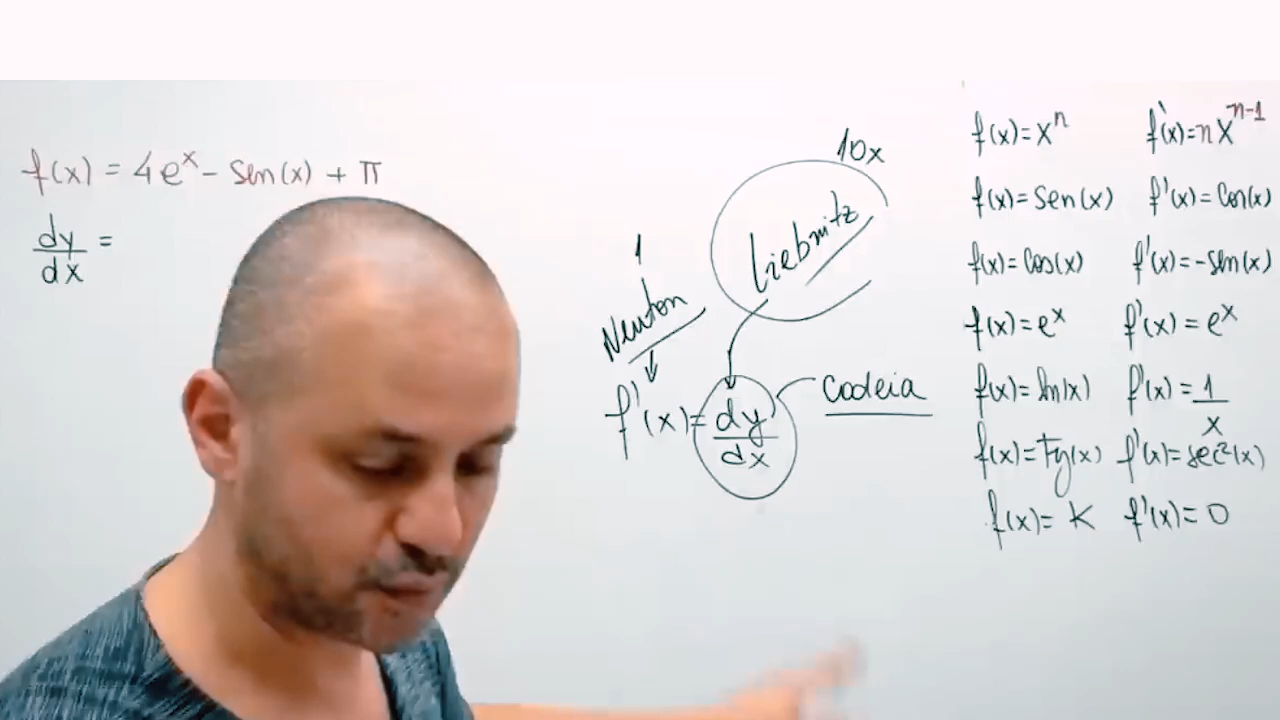 f(x) = 4e^x - sen(x) + π
dy/dx =
10x
Liebnitz
1
Newton
f'(x) = dy/dx
Cadeia
f(x) = x^n f'(x) = nx^n-1
f(x) = sen(x) f'(x) = cos(x)
f(x) = cos(x) f'(x) = -sen(x)
f(x) = e^x f'(x) = e^x
f(x) = ln(x) f'(x) = 1/x
f(x) = tg(x) f'(x) = sec²(x)
f(x) = K f'(x) = 0